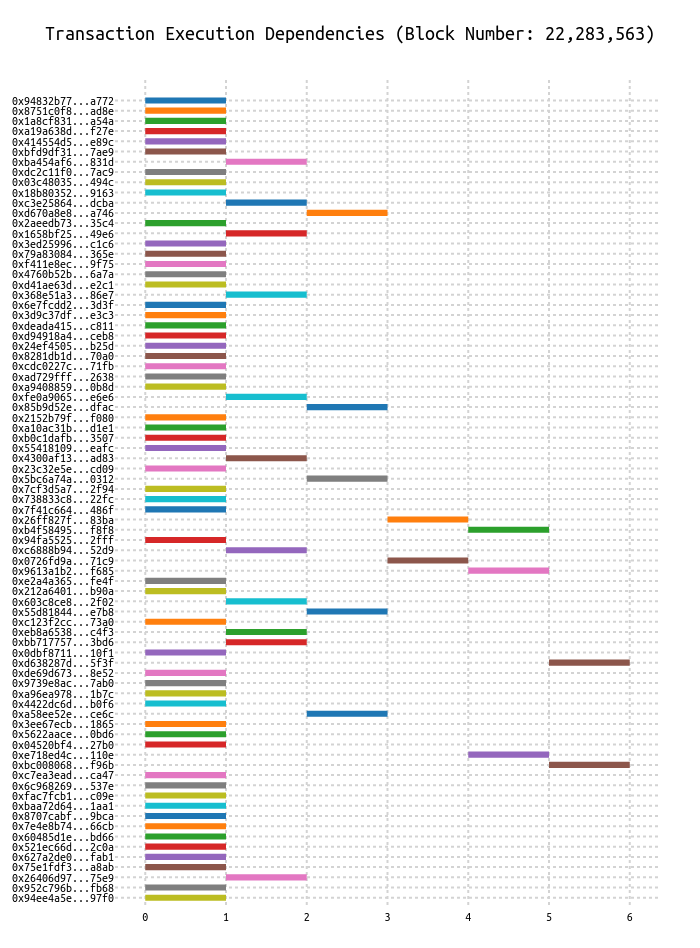 Transaction Execution Dependencies (Block Number: 22,283,563)
0x94832b77...a772
0x8751c0f8...ad8e
0x1a8cf831...a54a
0xa19a638d...f27e
0x414554d5...e89c
0xbfd9df31...7ae9
0xba454af6...831d
0xdc2c11f0...7ac9
0x03c48035...494c
0x18b80352...9163
0xc3e25864...dcba
0xd670a8e8...a746
0x2aeedb73...35c4
0x1658bf25...49e6
0x3ed25996...c1c6
0x79a83084...365e
0xf411e8ec...9f75
0x4760b52b...6a7a
0xd41ae63d...e2c1
0x368e51a3...86e7
0x6e7fcdd2...3d3f
0x3d9c37df...e3c3
0xdeada415...c811
0xd94918a4...ceb8
0x24ef4505...b25d
0x8281db1d...70a0
0xcdc0227c...71fb
0xad729fff...2638
0xa9408859...0b8d
0xfe0a9065...e6e6
0x85b9d52e...dfac
0x2152b79f...f080
0xa10ac31b...d1e1
0xb0c1dafb...3507
0x55418109...eafc
0x4300af13...ad83
0x23c32e5e...cd09
0x5bc6a74a...0312
0x7cf3d5a7...2f94
0x738833c8...22fc
0x7f41c664...486f
0x26ff827f...83ba
0xb4f58495...f8f8
0x94fa5525...2fff
0xc6888b94...52d9
0x0726fd9a...71c9
0x9613a1b2...f685
0xe2a4a365...fe4f
0x212a6401...b90a
0x603c8ce8...2f02
0x55d81844...e7b8
0xc123f2cc...73a0
0xeb8a6538...c4f3
0xbb717757...3bd6
0x0dbf8711...10f1
0xd638287d...5f3f
0xde69d673...8e52
0x9739e8ac...7ab0
0xa96ea978...1b7c
0x4422dc6d...b0f6
0xa58ee52e...ce6c
0x3ee67ecb...1865
0x5622aace...0bd6
0x04520bf4...27b0
0xe718ed4c...110e
0xbc008068...f96b
0xc7ea3ead...ca47
0x6c968269...537e
0xfac7fcb1...c09e
0xbaa72d64...1aa1
0x8707cabf...9bca
0x7e4e8b74...66cb
0x60485d1e...bd66
0x521ec66d...2c0a
0x627a2de0...fab1
0x75e1fdf3...a8ab
0x26406d97...75e9
0x952c796b...fb68
0x94ee4a5e...97f0
0 1 2 3 4 5 6